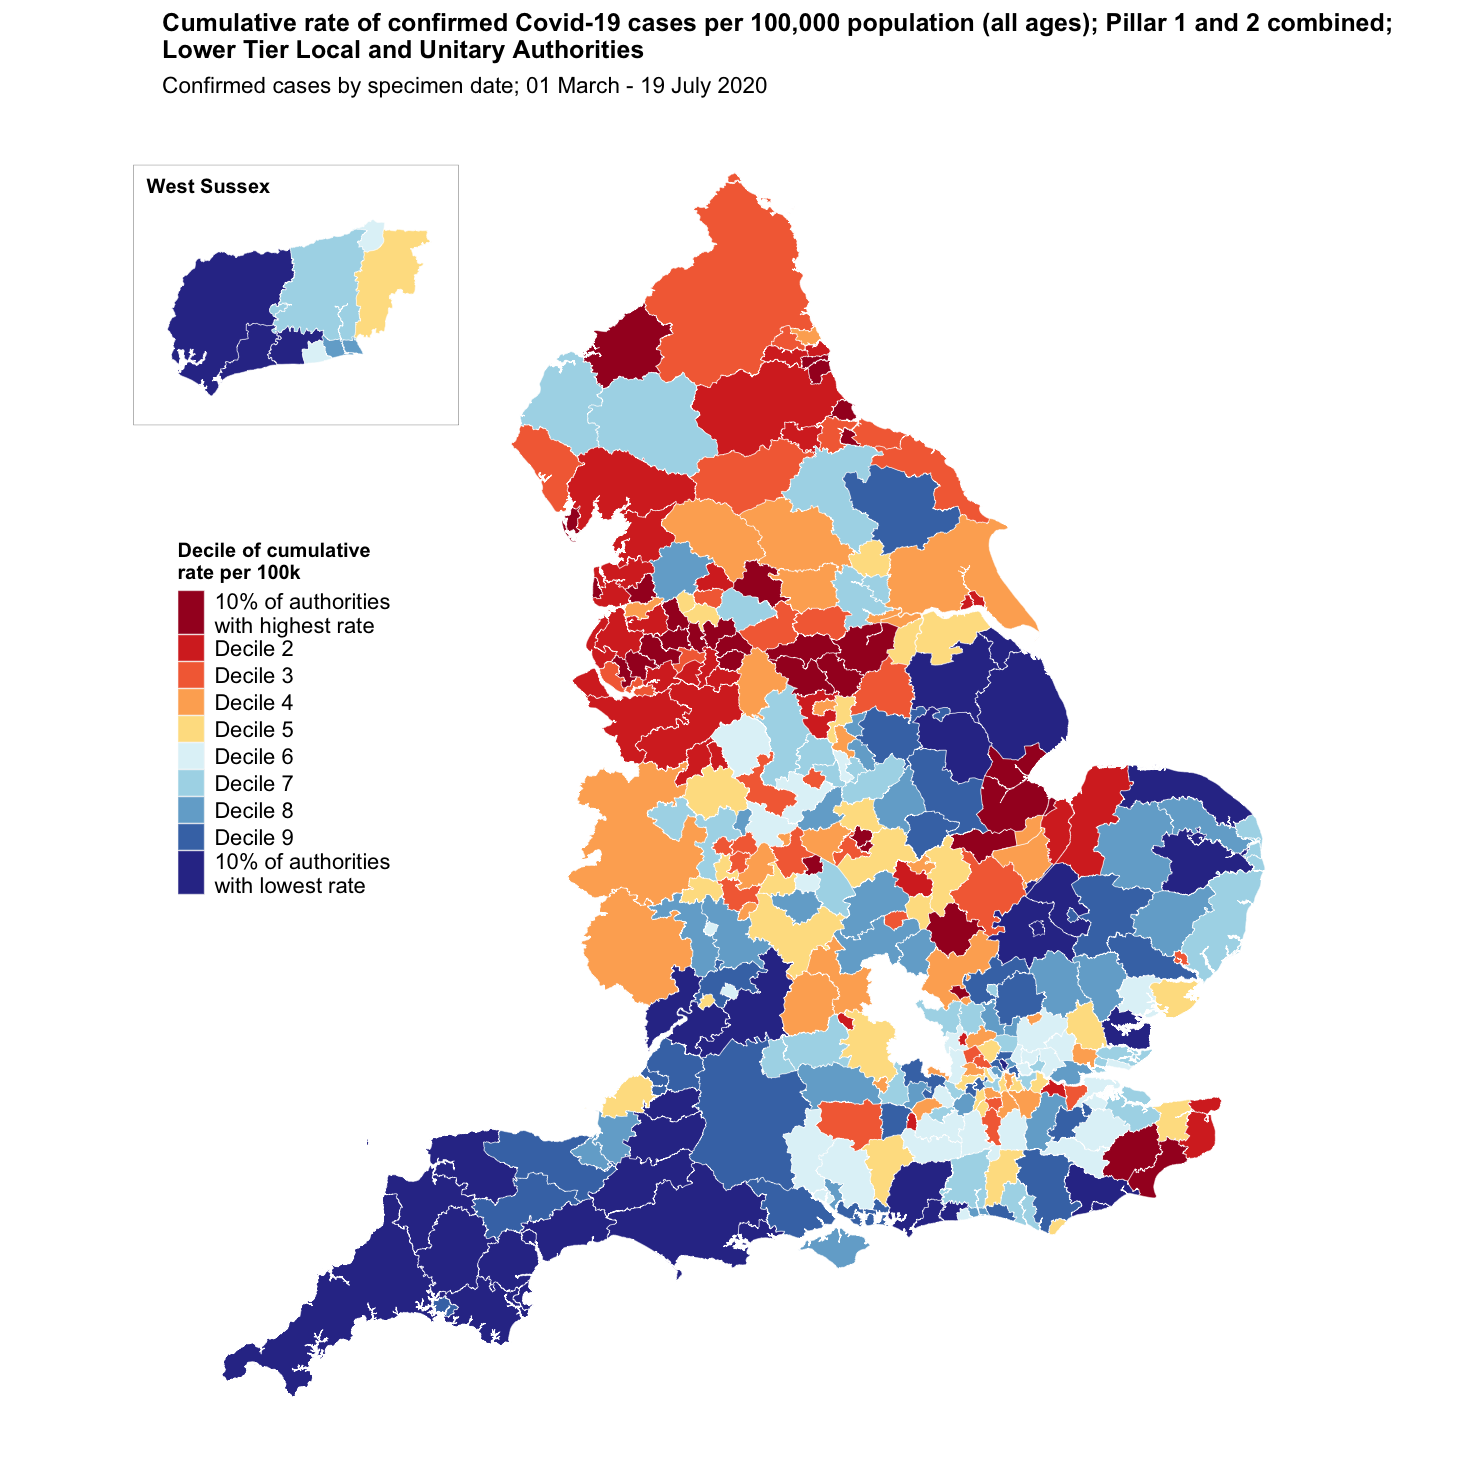 Cumulative rate of confirmed Covid-19 cases per 100,000 population (all ages); Pillar 1 and 2 combined;
Lower Tier Local and Unitary Authorities
Confirmed cases by specimen date; 01 March - 19 July 2020
West Sussex
Decile of cumulative
rate per 100k
10% of authorities
with highest rate
Decile 2
Decile 3
Decile 4
Decile 5
Decile 6
Decile 7
Decile 8
Decile 9
10% of authorities
with lowest rate